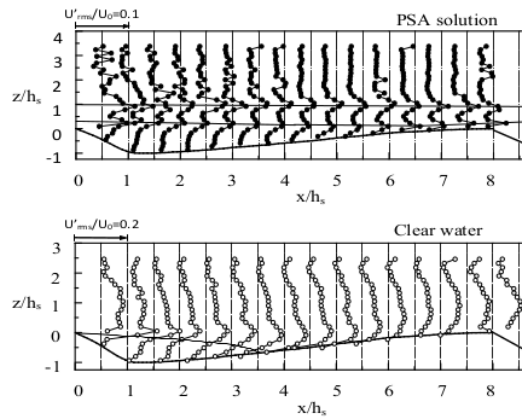 U'rms/U0=0.1
PSA solution
4
3
2
z/hs
1
0
-1
0 1 2 3 4 5 6 7 8
x/hs
U'rms/U0=0.2
Clear water
3
2
z/hs
1
0
-1
0 1 2 3 4 5 6 7 8
x/hs